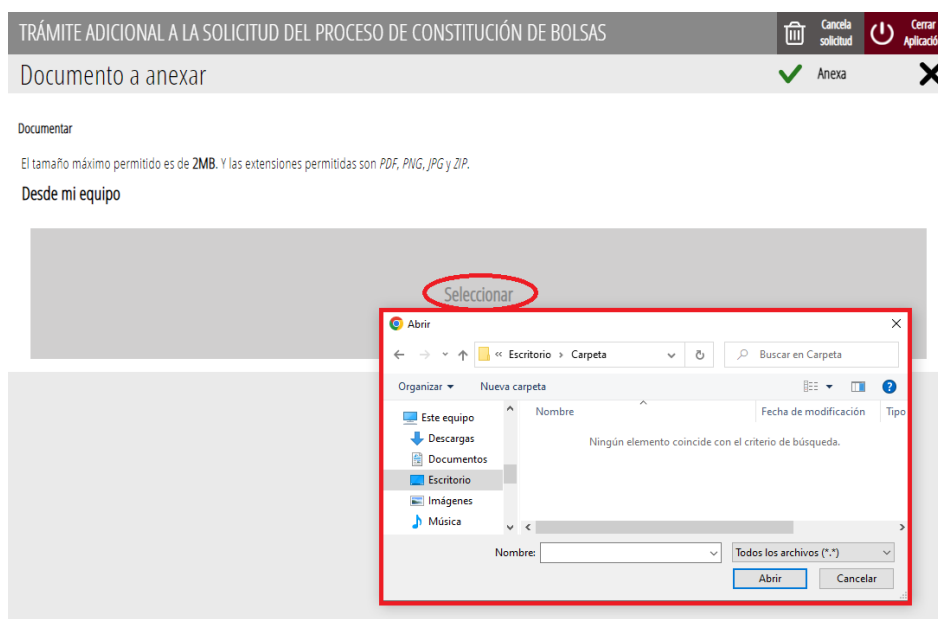 TRÁMITE ADICIONAL A LA SOLICITUD DEL PROCESO DE CONSTITUCIÓN DE BOLSAS
Cancela
solicitud
Cerrar
Aplicació
Documento a anexar
Anexa
Documentar
El tamaño máximo permitido es de 2MB. Y las extensiones permitidas son PDF, PNG, JPG y ZIP.
Desde mi equipo
Seleccionar
Abrir
« Escritorio > Carpeta
Buscar en Carpeta
Organizar
Nueva carpeta
Nombre
Fecha de modificación
Tipo
Ningún elemento coincide con el criterio de búsqueda.
Este equipo
Descargas
Documentos
Escritorio
Imágenes
Música
Nombre:
Todos los archivos (*.*)
Abrir
Cancelar